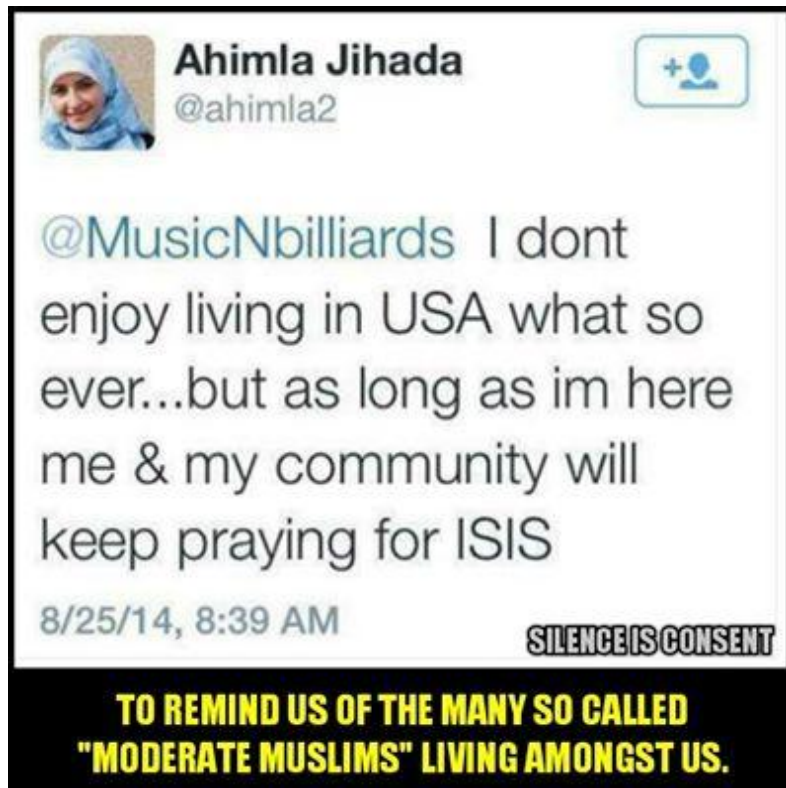 Ahimla Jihada
@ahimla2
@MusicNbilliards I dont
enjoy living in USA what so
ever...but as long as im here
me & my community will
keep praying for ISIS
8/25/14, 8:39 AM
SILENCE IS CONSENT
TO REMIND US OF THE MANY SO CALLED
"MODERATE MUSLIMS" LIVING AMONGST US.